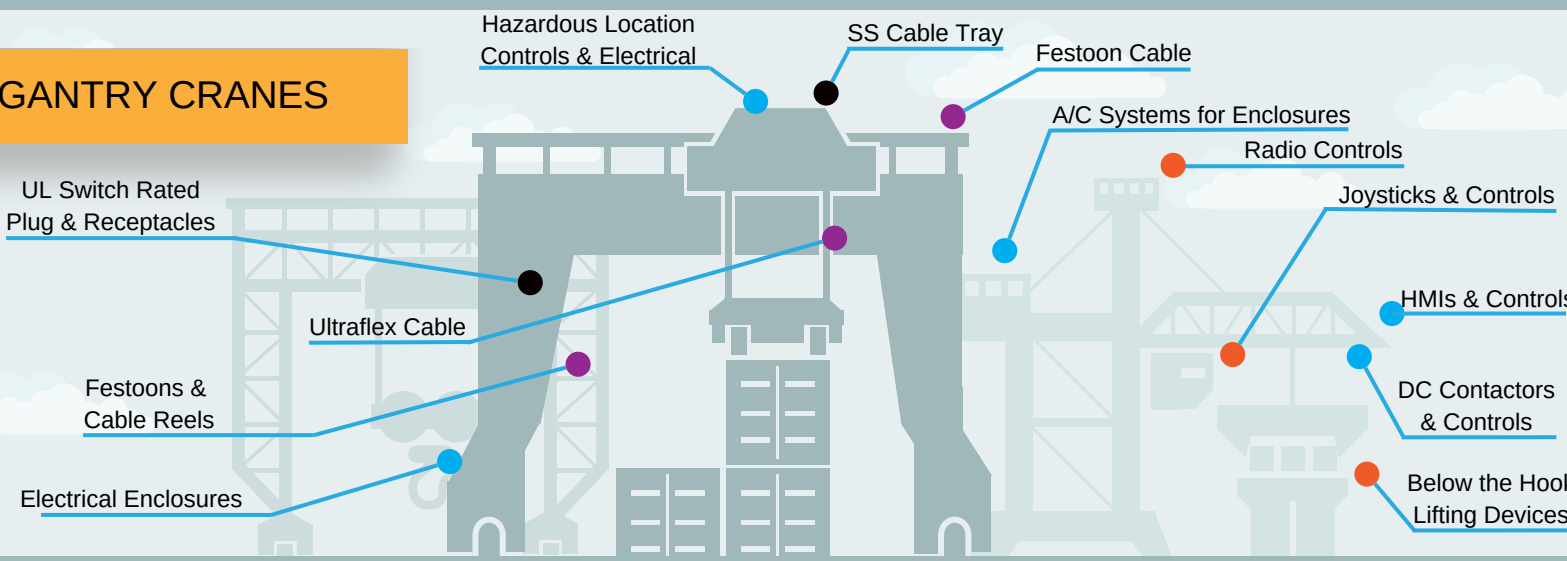 GANTRY CRANES
Hazardous Location
Controls & Electrical
SS Cable Tray
Festoon Cable
A/C Systems for Enclosures
Radio Controls
Joysticks & Controls
UL Switch Rated
Plug & Receptacles
Ultraflex Cable
HMIs & Controls
Festoons &
Cable Reels
DC Contactors
& Controls
Electrical Enclosures
Below the Hook
Lifting Devices